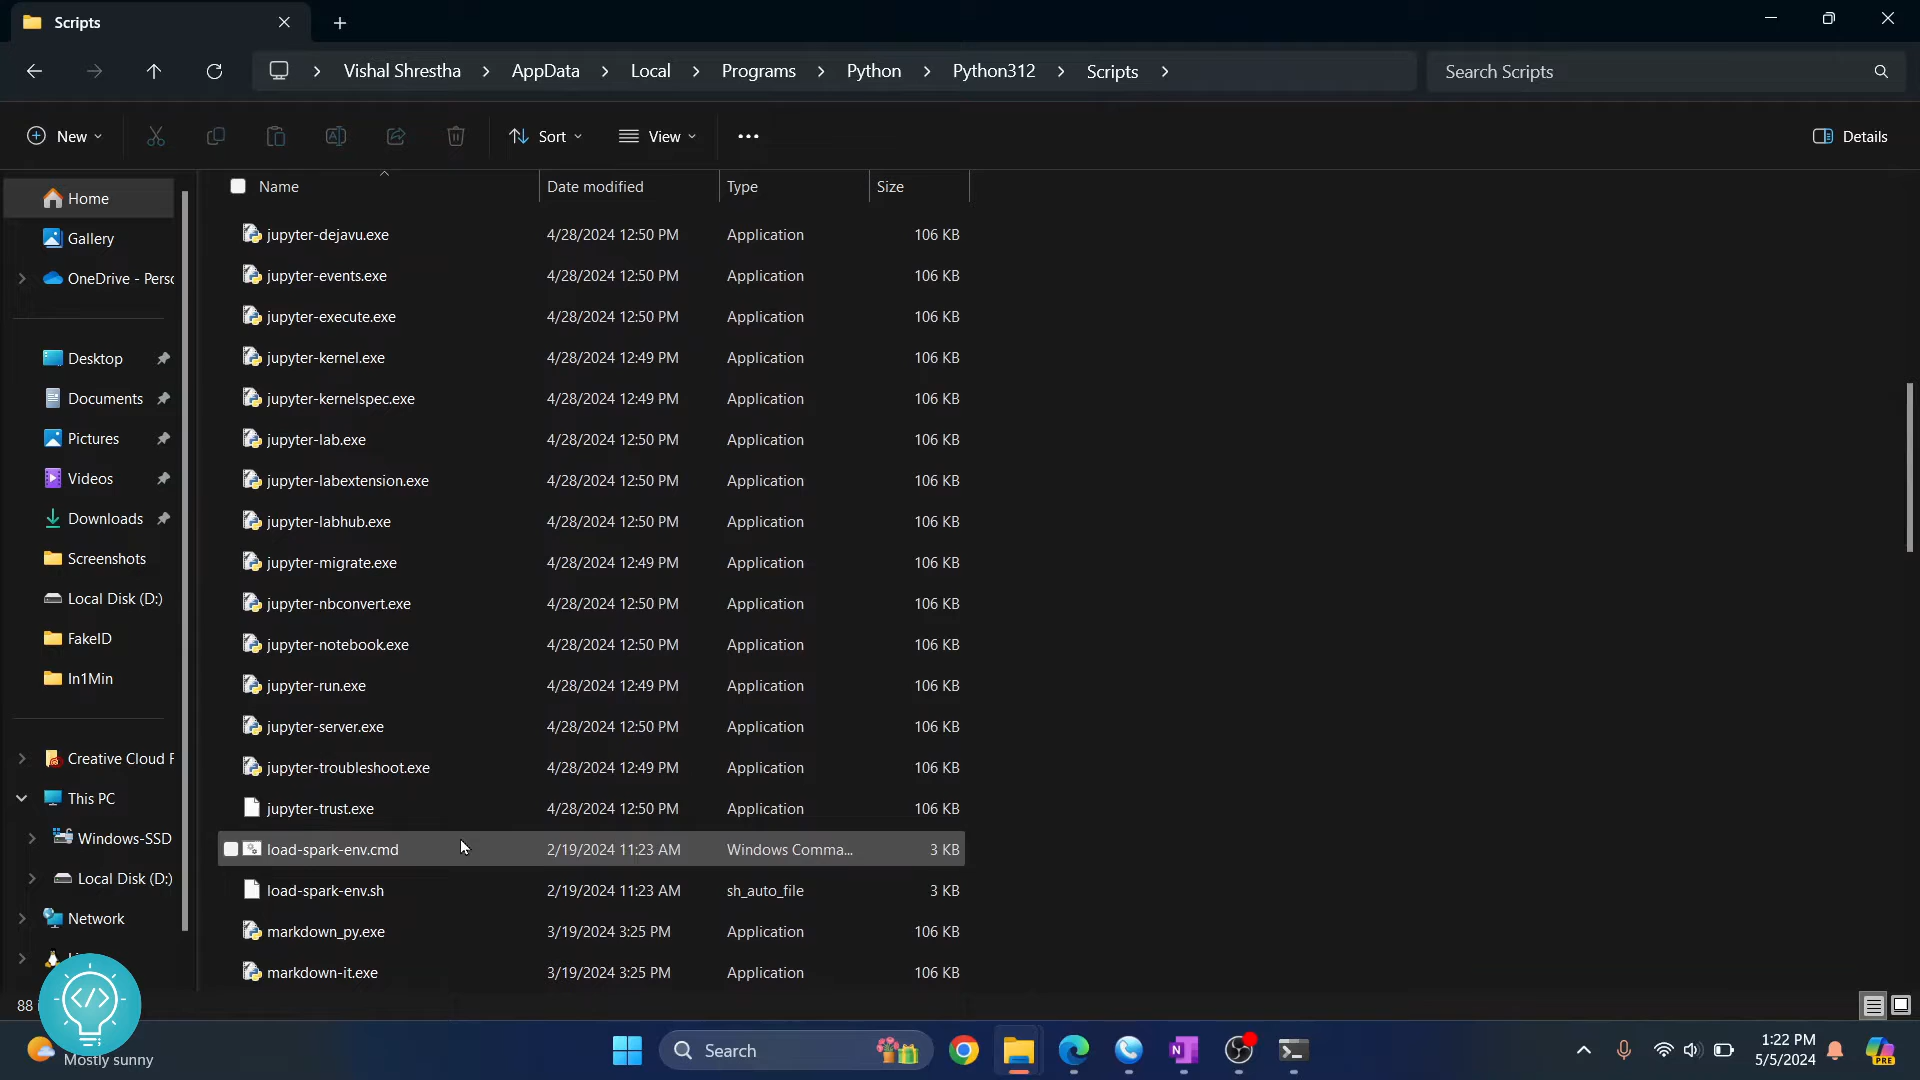 Scripts
Vishal Shrestha
AppData
Local
Programs
Python
Python312
Scripts
Search Scripts
New
Sort
View
Details
Name Date modified Type Size
Home
Gallery
OneDrive - Perso
Desktop
Documents
Pictures
Videos
Downloads
Screenshots
Local Disk (D:)
FakeID
In1Min
Creative Cloud F
This PC
Windows-SSD
Local Disk (D:)
Network
jupyter-dejavu.exe 4/28/2024 12:50 PM Application 106 KB
jupyter-events.exe 4/28/2024 12:50 PM Application 106 KB
jupyter-execute.exe 4/28/2024 12:50 PM Application 106 KB
jupyter-kernel.exe 4/28/2024 12:49 PM Application 106 KB
jupyter-kernelspec.exe 4/28/2024 12:49 PM Application 106 KB
jupyter-lab.exe 4/28/2024 12:50 PM Application 106 KB
jupyter-labextension.exe 4/28/2024 12:50 PM Application 106 KB
jupyter-labhub.exe 4/28/2024 12:50 PM Application 106 KB
jupyter-migrate.exe 4/28/2024 12:49 PM Application 106 KB
jupyter-nbconvert.exe 4/28/2024 12:50 PM Application 106 KB
jupyter-notebook.exe 4/28/2024 12:50 PM Application 106 KB
jupyter-run.exe 4/28/2024 12:49 PM Application 106 KB
jupyter-server.exe 4/28/2024 12:50 PM Application 106 KB
jupyter-troubleshoot.exe 4/28/2024 12:49 PM Application 106 KB
jupyter-trust.exe 4/28/2024 12:50 PM Application 106 KB
load-spark-env.cmd 2/19/2024 11:23 AM Windows Comma... 3 KB
load-spark-env.sh 2/19/2024 11:23 AM sh_auto_file 3 KB
markdown_py.exe 3/19/2024 3:25 PM Application 106 KB
markdown-it.exe 3/19/2024 3:25 PM Application 106 KB
88
Mostly sunny
Search
1:22 PM
5/5/2024
PRE